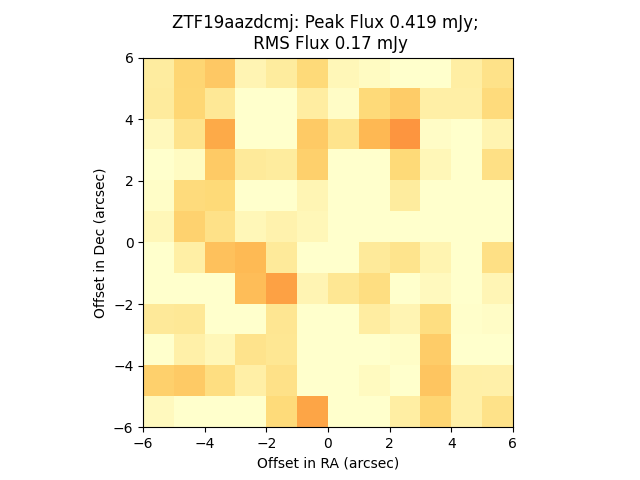 ZTF19aazdcmj: Peak Flux 0.419 mJy;
RMS Flux 0.17 mJy
6
4
2
0
−2
−4
−6
Offset in Dec (arcsec)
−6 −4 −2 0 2 4 6
Offset in RA (arcsec)